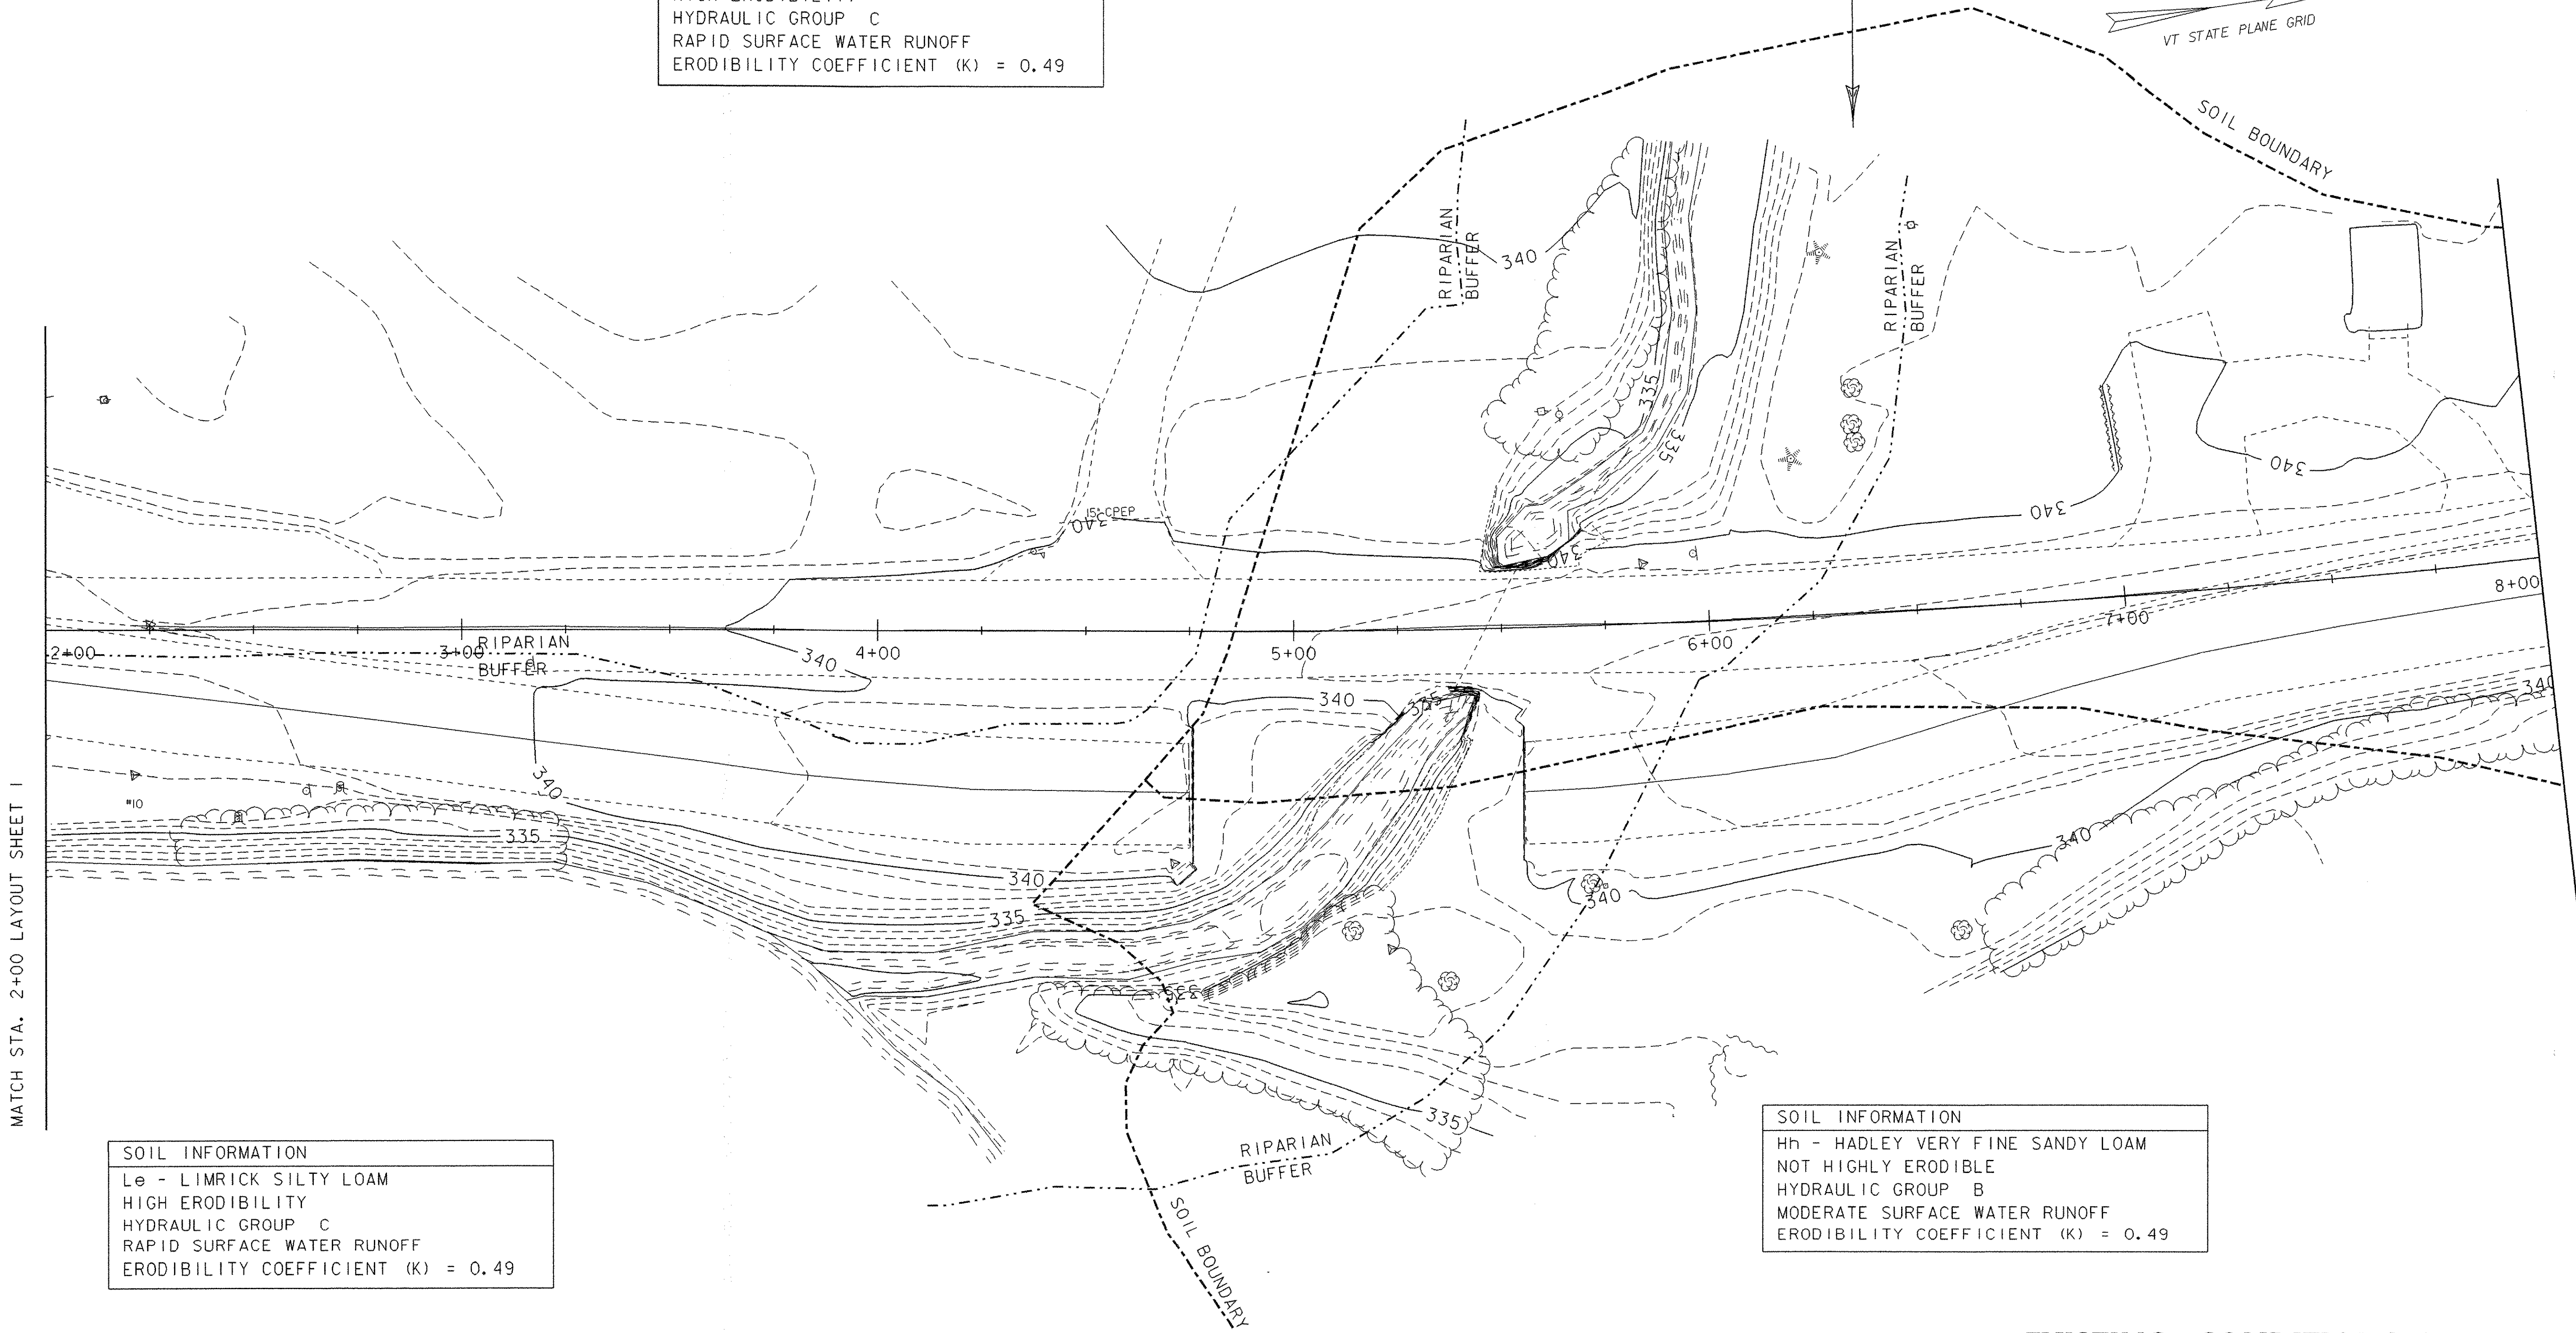 HYDRAULIC GROUP C
RAPID SURFACE WATER RUNOFF
ERODIBILITY COEFFICIENT (K) = 0.49
VT STATE PLANE GRID
SOIL BOUNDARY
RIPARIAN
BUFFER
340
RIPARIAN
BUFFER
335
335
340
340
15" CPEP
340
340
8+00
7+00
6+00
5+00
4+00
3+00
2+00
RIPARIAN
BUFFER
340
340
340
340
#10
335
340
340
335
340
335
335
MATCH STA. 2+00 LAYOUT SHEET 1
RIPARIAN
BUFFER
SOIL BOUNDARY
SOIL INFORMATION
Le - LIMRICK SILTY LOAM
HIGH ERODIBILITY
HYDRAULIC GROUP C
RAPID SURFACE WATER RUNOFF
ERODIBILITY COEFFICIENT (K) = 0.49
SOIL INFORMATION
Hh - HADLEY VERY FINE SANDY LOAM
NOT HIGHLY ERODIBLE
HYDRAULIC GROUP B
MODERATE SURFACE WATER RUNOFF
ERODIBILITY COEFFICIENT (K) = 0.49